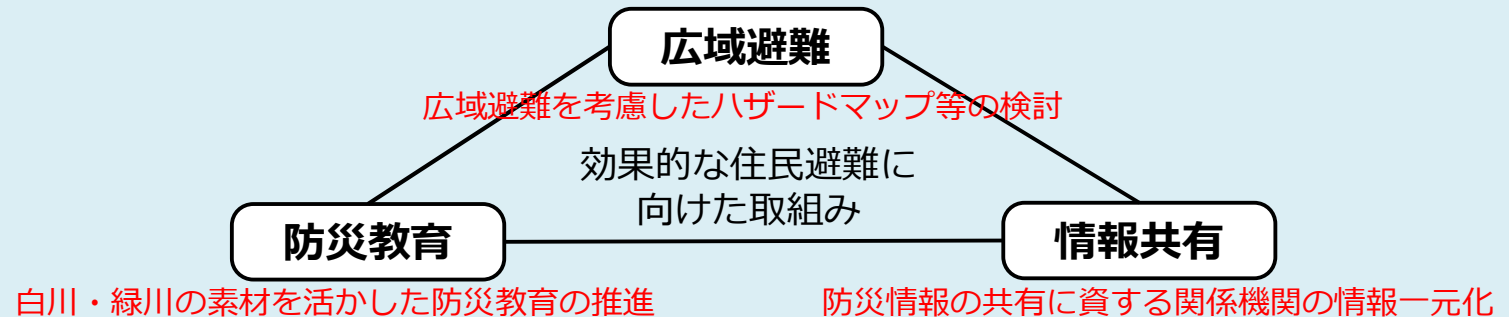 広域避難
広域避難を考慮したハザードマップ等の検討
効果的な住民避難に
向けた取組み
防災教育
情報共有
白川・緑川の素材を活かした防災教育の推進
防災情報の共有に資する関係機関の情報一元化